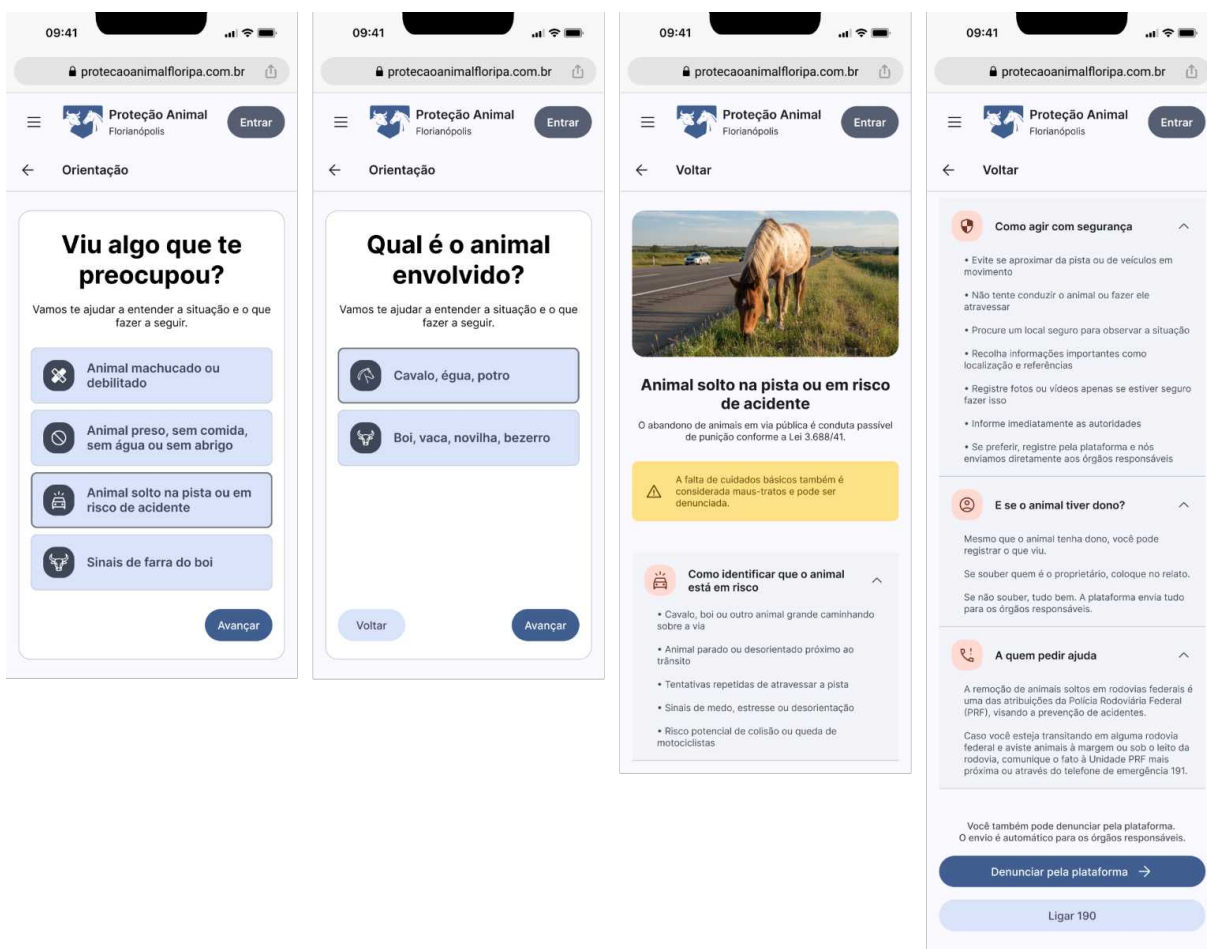 09:41
protecaoanimalfloripa.com.br
Proteção Animal
Florianópolis
Entrar
Orientação
Viu algo que te
preocupou?
Vamos te ajudar a entender a situação e o que
fazer a seguir.
Animal machucado ou
debilitado
Animal preso, sem comida,
sem água ou sem abrigo
Animal solto na pista ou em
risco de acidente
Sinais de farra do boi
Avançar
09:41
protecaoanimalfloripa.com.br
Proteção Animal
Florianópolis
Entrar
Orientação
Qual é o animal
envolvido?
Vamos te ajudar a entender a situação e o que
fazer a seguir.
Cavalo, égua, potro
Boi, vaca, novilha, bezerro
Voltar
Avançar
09:41
protecaoanimalfloripa.com.br
Proteção Animal
Florianópolis
Entrar
Voltar
Animal solto na pista ou em risco
de acidente
O abandono de animais em via pública é conduta passível
de punição conforme a Lei 3.688/41.
A falta de cuidados básicos também é
considerada maus-tratos e pode ser
denunciada.
Como identificar que o animal
está em risco
• Cavalo, boi ou outro animal grande caminhando
sobre a via
• Animal parado ou desorientado próximo ao
trânsito
• Tentativas repetidas de atravessar a pista
• Sinais de medo, estresse ou desorientação
• Risco potencial de colisão ou queda de
motociclistas
09:41
protecaoanimalfloripa.com.br
Proteção Animal
Florianópolis
Entrar
Voltar
Como agir com segurança
• Evite se aproximar da pista ou de veículos em
movimento
• Não tente conduzir o animal ou fazer ele
atravessar
• Procure um local seguro para observar a situação
• Recolha informações importantes como
localização e referências
• Registre fotos ou vídeos apenas se estiver seguro
fazer isso
• Informe imediatamente as autoridades
• Se preferir, registre pela plataforma e nós
enviamos diretamente aos órgãos responsáveis
E se o animal tiver dono?
Mesmo que o animal tenha dono, você pode
registrar o que viu.
Se souber quem é o proprietário, coloque no relato.
Se não souber, tudo bem. A plataforma envia tudo
para os órgãos responsáveis.
A quem pedir ajuda
A remoção de animais soltos em rodovias federais é
uma das atribuições da Polícia Rodoviária Federal
(PRF), visando a prevenção de acidentes.
Caso você esteja transitando em alguma rodovia
federal e aviste animais à margem ou sob o leito da
rodovia, comunique o fato à Unidade PRF mais
próxima ou através do telefone de emergência 191.
Você também pode denunciar pela plataforma.
O envio é automático para os órgãos responsáveis.
Denunciar pela plataforma
Ligar 190